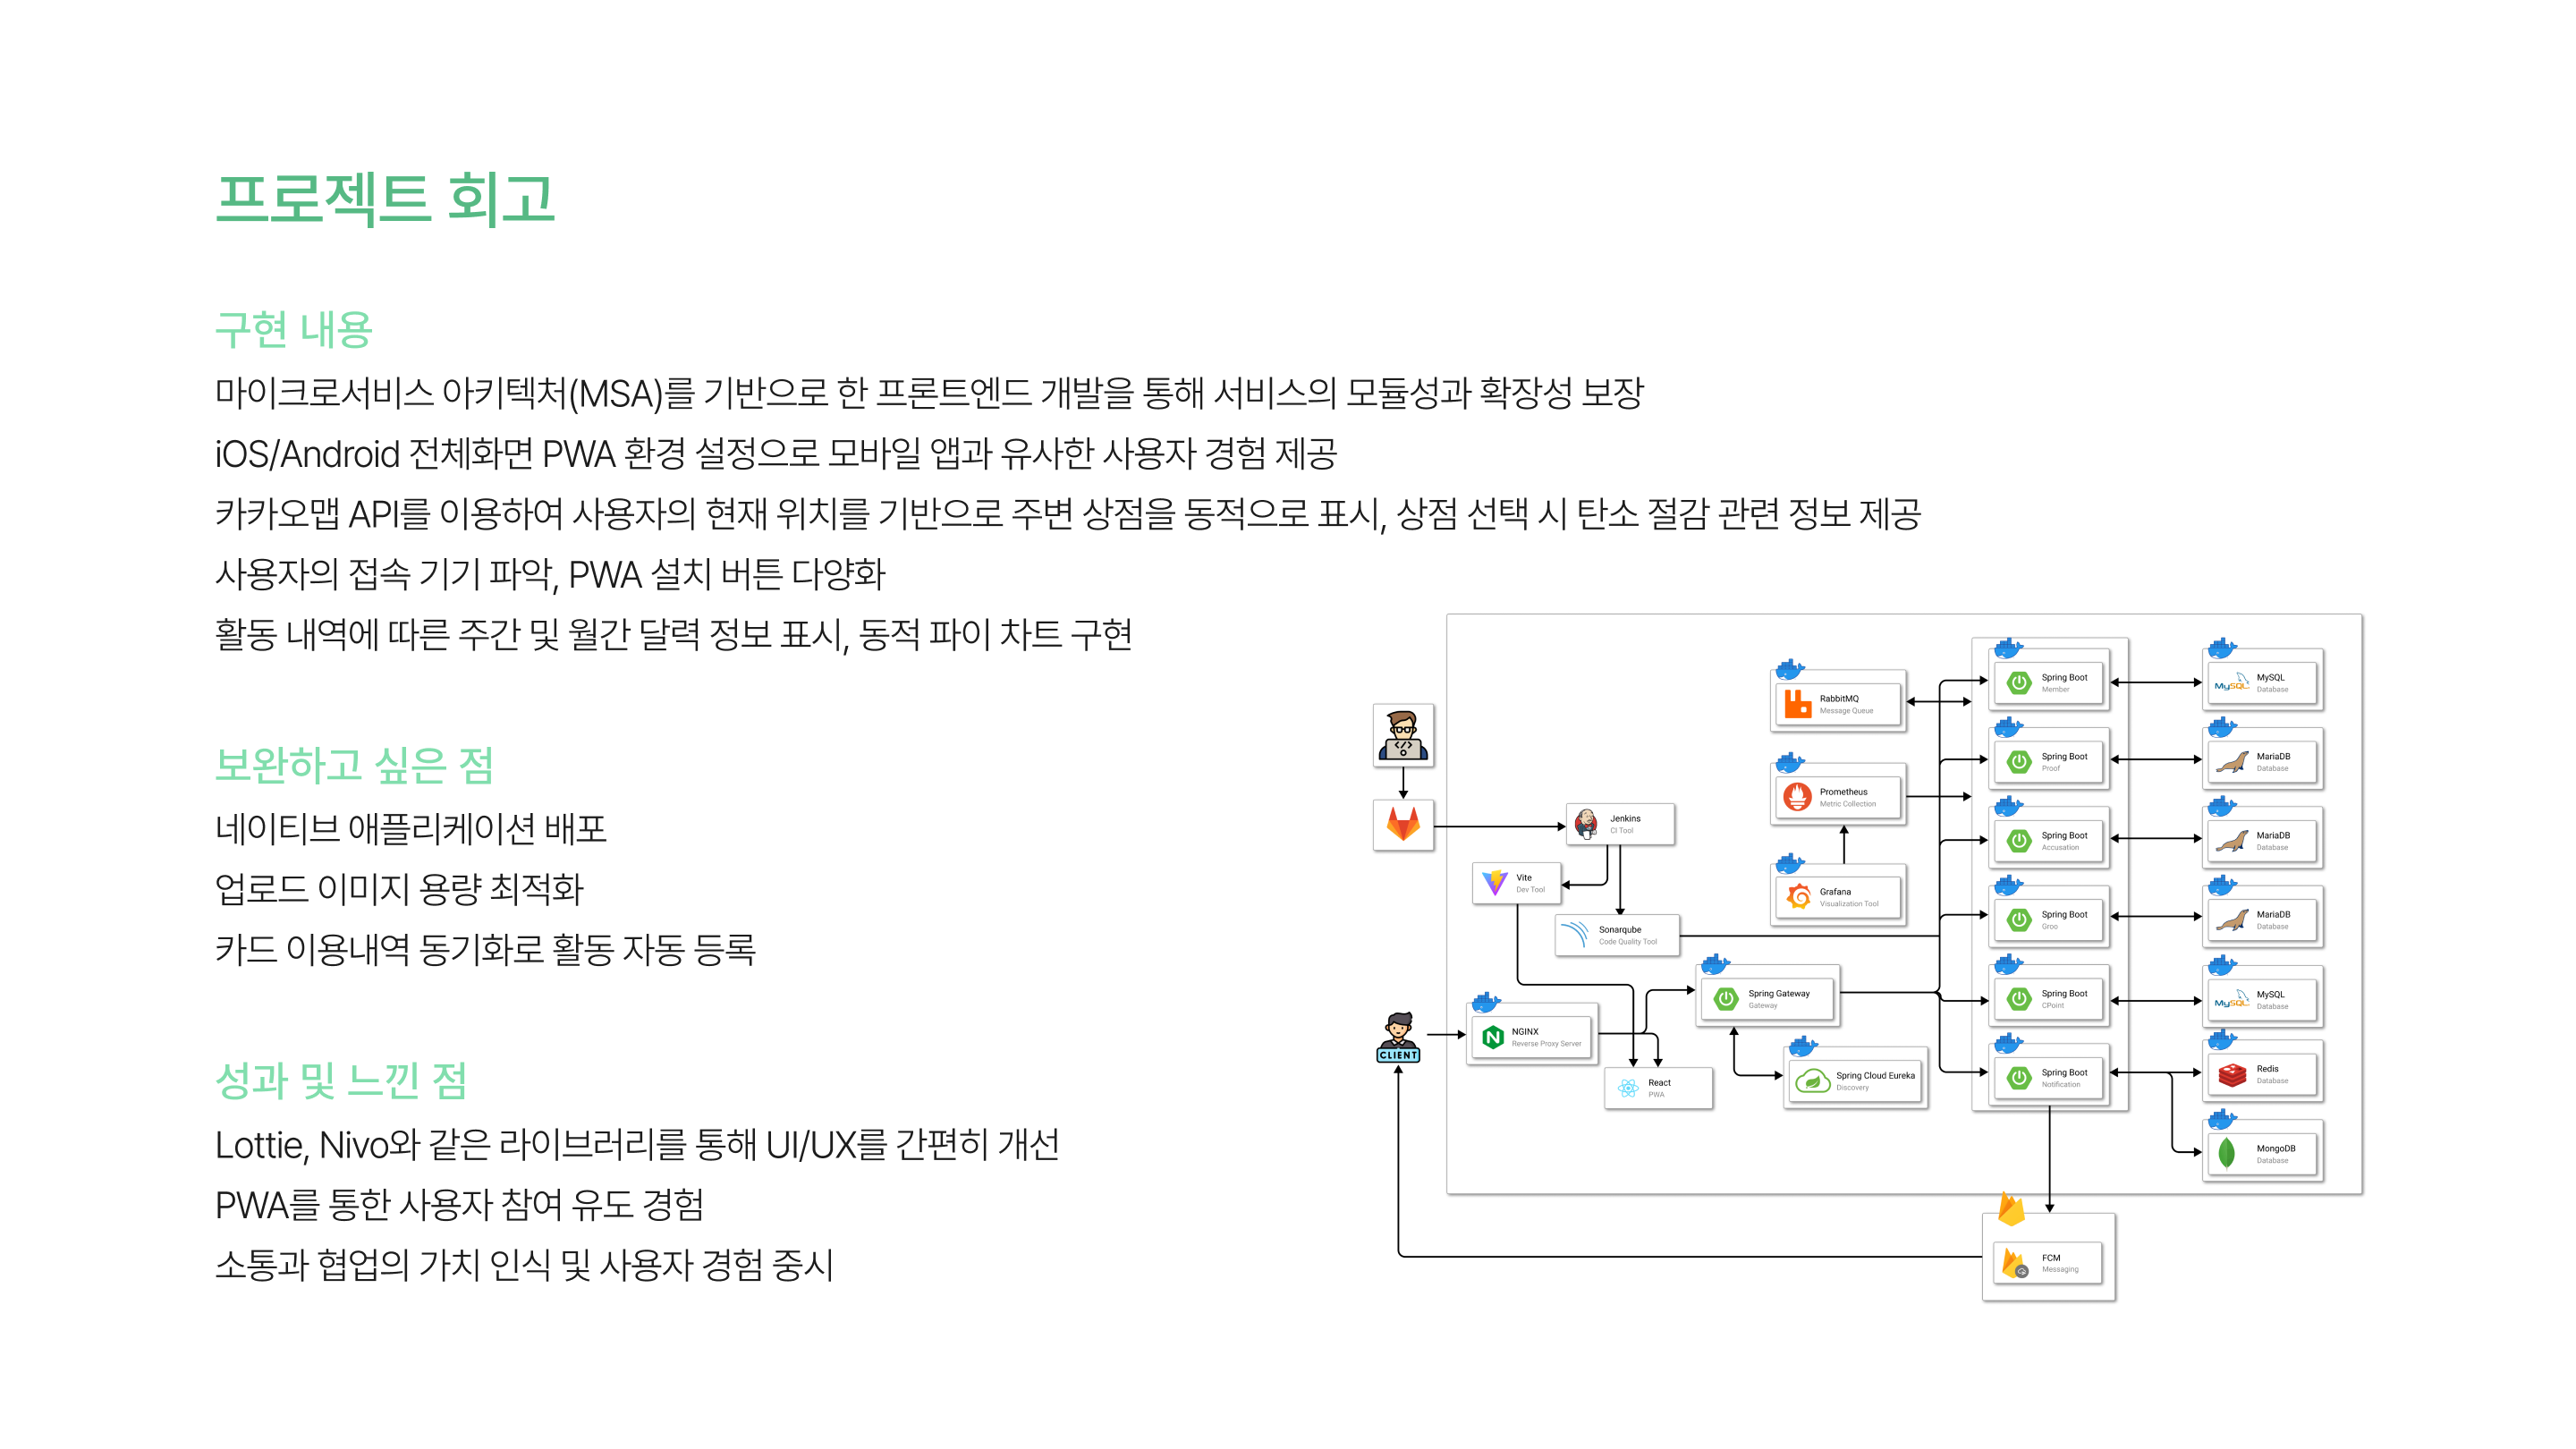 프로젝트 회고
구현 내용
마이크로서비스 아키텍처(MSA)를 기반으로 한 프론트엔드 개발을 통해 서비스의 모듈성과 확장성 보장
iOS/Android 전체화면 PWA 환경 설정으로 모바일 앱과 유사한 사용자 경험 제공
카카오맵 API를 이용하여 사용자의 현재 위치를 기반으로 주변 상점을 동적으로 표시, 상점 선택 시 탄소 절감 관련 정보 제공
사용자의 접속 기기 파악, PWA 설치 버튼 다양화
활동 내역에 따른 주간 및 월간 달력 정보 표시, 동적 파이 차트 구현
보완하고 싶은 점
네이티브 애플리케이션 배포
업로드 이미지 용량 최적화
카드 이용내역 동기화로 활동 자동 등록
성과 및 느낀 점
Lottie, Nivo와 같은 라이브러리를 통해 UI/UX를 간편히 개선
PWA를 통한 사용자 참여 유도 경험
소통과 협업의 가치 인식 및 사용자 경험 중시
Jenkins
CI Tool
Vite
Dev Tool
Sonarqube
Code Quality Tool
CLIENT
NGINX
Reverse Proxy Server
React
PWA
RabbitMQ
Message Queue
Prometheus
Metric Collection
Grafana
Visualization Tool
Spring Gateway
Gateway
Spring Cloud Eureka
Discovery
Spring Boot
Member
Spring Boot
Proof
Spring Boot
Accusation
Spring Boot
Groo
Spring Boot
CPoint
Spring Boot
Notification
MySQL
MySQL
Database
MariaDB
Database
MariaDB
Database
MariaDB
Database
MySQL
MySQL
Database
Redis
Database
MongoDB
Database
FCM
Messaging